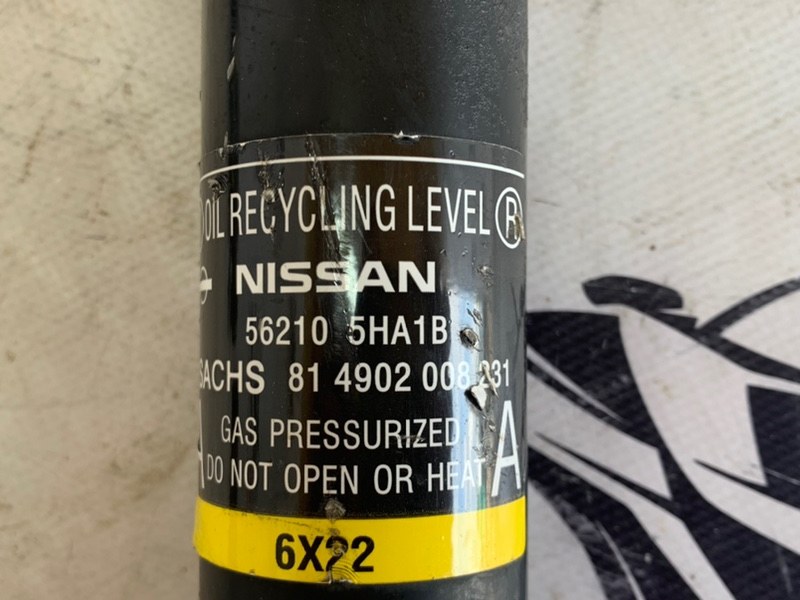 OIL RECYCLING LEVEL Ⓡ
NISSAN
56210 5HA1B
SACHS 81 4902 008 231
GAS PRESSURIZED
DO NOT OPEN OR HEAT A
6X22